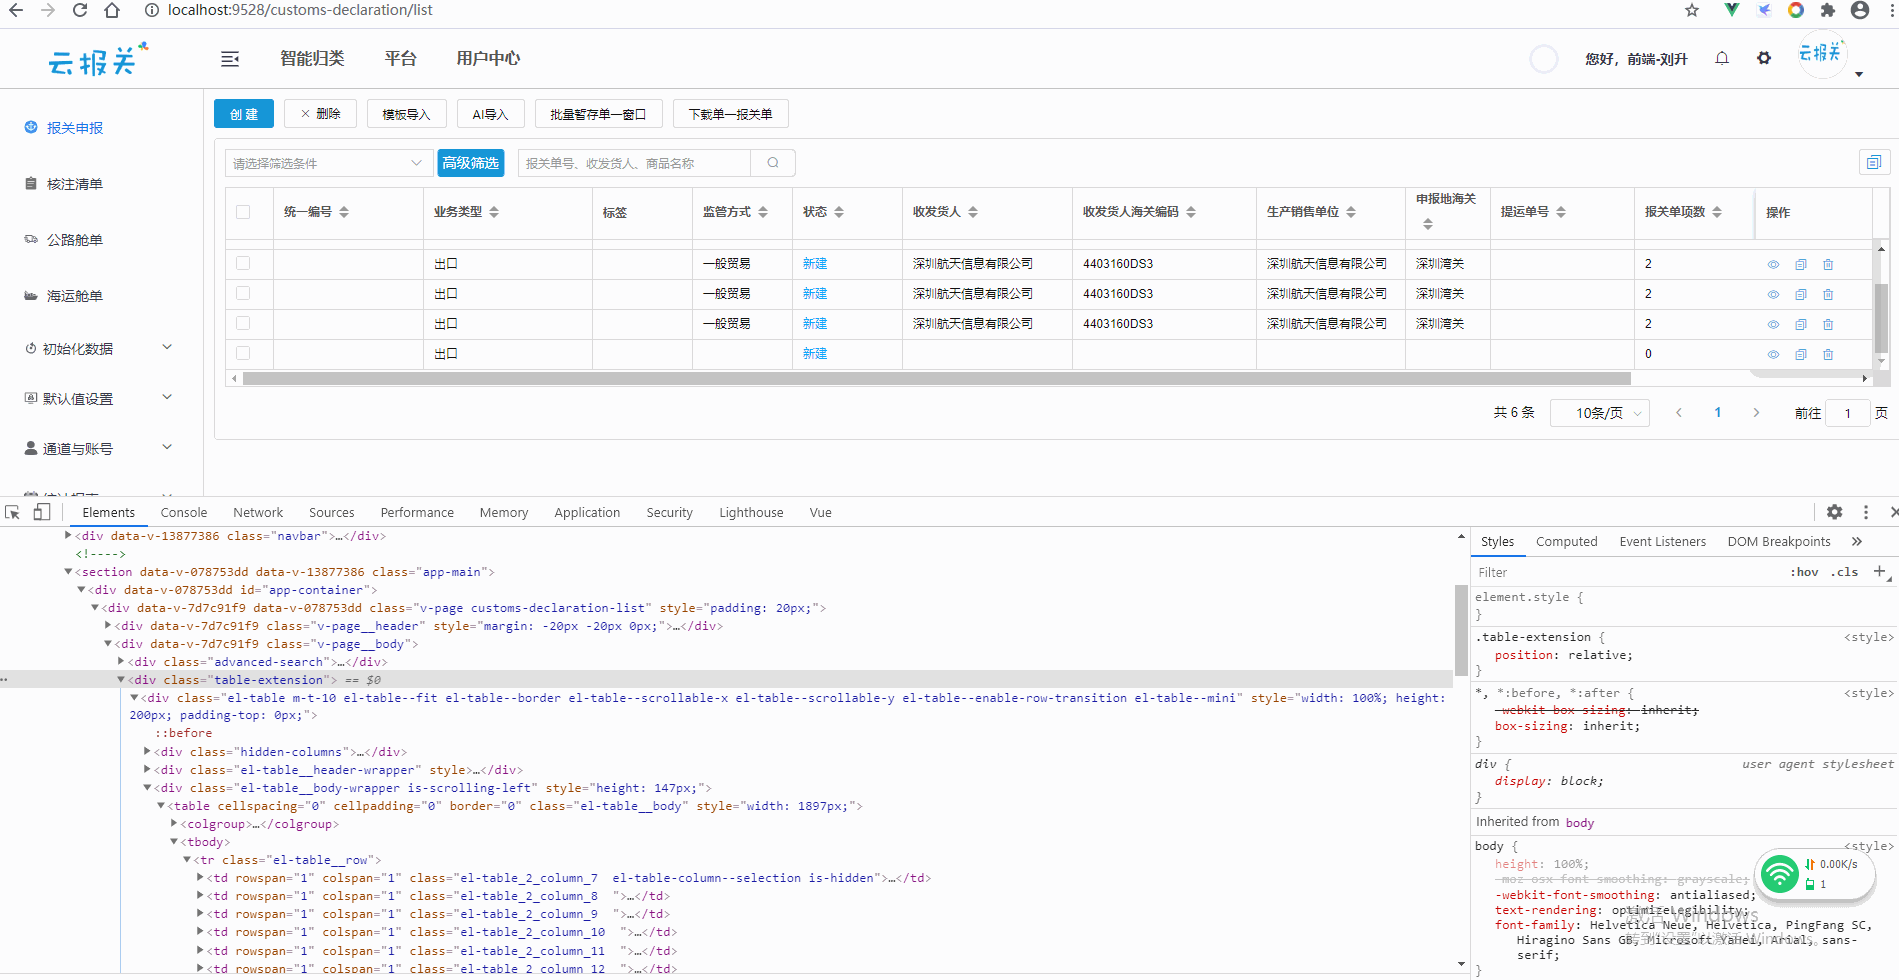 localhost:9528/customs-declaration/list
云报关
智能归类
平台
用户中心
您好，前端-刘升
云报关
报关申报
核注清单
公路舱单
海运舱单
初始化数据
默认值设置
通道与账号
创 建
删除
模板导入
AI导入
批量暂存单一窗口
下载单一报关单
请选择筛选条件
高级筛选
报关单号、收发货人、商品名称
统一编号 业务类型 标签 监管方式 状态 收发货人 收发货人海关编码 生产销售单位 申报地海关 提运单号 报关单项数 操作
出口 一般贸易 新建 深圳航天信息有限公司 4403160DS3 深圳航天信息有限公司 深圳湾关 2
出口 一般贸易 新建 深圳航天信息有限公司 4403160DS3 深圳航天信息有限公司 深圳湾关 2
出口 一般贸易 新建 深圳航天信息有限公司 4403160DS3 深圳航天信息有限公司 深圳湾关 2
出口 新建 0
共 6 条 10条/页 1 前往 1 页
Elements Console Network Sources Performance Memory Application Security Lighthouse Vue
<div data-v-13877386 class="navbar">…</div>
<!---->
<section data-v-078753dd data-v-13877386 class="app-main">
<div data-v-078753dd id="app-container">
<div data-v-7d7c91f9 data-v-078753dd class="v-page customs-declaration-list" style="padding: 20px;">
<div data-v-7d7c91f9 class="v-page__header" style="margin: -20px -20px 0px;">…</div>
<div data-v-7d7c91f9 class="v-page__body">
<div class="advanced-search">…</div>
<div class="table-extension"> == $0
<div class="el-table m-t-10 el-table--fit el-table--border el-table--scrollable-x el-table--scrollable-y el-table--enable-row-transition el-table--mini" style="width: 100%; height:
200px; padding-top: 0px;">
::before
<div class="hidden-columns">…</div>
<div class="el-table__header-wrapper" style>…</div>
<div class="el-table__body-wrapper is-scrolling-left" style="height: 147px;">
<table cellspacing="0" cellpadding="0" border="0" class="el-table__body" style="width: 1897px;">
<colgroup>…</colgroup>
<tbody>
<tr class="el-table__row">
<td rowspan="1" colspan="1" class="el-table_2_column_7  el-table-column--selection is-hidden">…</td>
<td rowspan="1" colspan="1" class="el-table_2_column_8  ">…</td>
<td rowspan="1" colspan="1" class="el-table_2_column_9  ">…</td>
<td rowspan="1" colspan="1" class="el-table_2_column_10  ">…</td>
<td rowspan="1" colspan="1" class="el-table_2_column_11  ">…</td>
<td rowspan="1" colspan="1" class="el-table_2_column_12  ">…</td>
Styles Computed Event Listeners DOM Breakpoints
Filter :hov .cls
element.style {
}
.table-extension { <style>
position: relative;
}
*, *:before, *:after { <style>
-webkit-box-sizing: inherit;
box-sizing: inherit;
}
div { user agent stylesheet
display: block;
}
Inherited from body
body { <style>
height: 100%;
-moz-osx-font-smoothing: grayscale;
-webkit-font-smoothing: antialiased;
text-rendering: optimizeLegibility;
font-family: Helvetica Neue, Helvetica, PingFang SC,
Hiragino Sans GB, Microsoft YaHei, Arial, sans-
serif;
}
0.00K/s
1
激活 Windows
转到"设置"以激活 Windows。